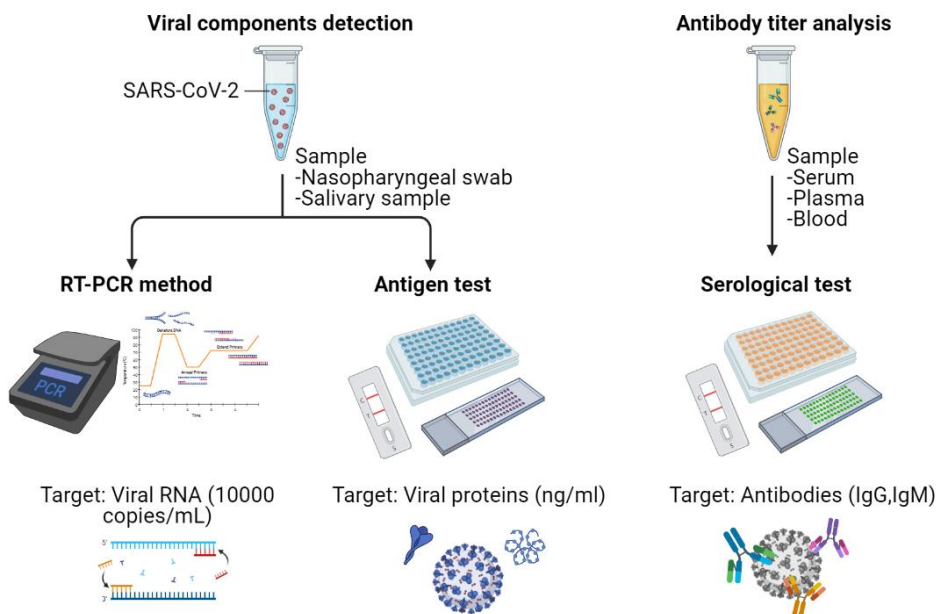 Viral components detection
Antibody titer analysis
SARS-CoV-2
Sample
-Nasopharyngeal swab
-Salivary sample
Sample
-Serum
-Plasma
-Blood
RT-PCR method
Antigen test
Serological test
Denature DNA
Extend Primers
Anneal Primers
Temperature(°C)
Time
PCR
C
T
S
C
T
S
Target: Viral RNA (10000
copies/mL)
Target: Viral proteins (ng/ml)
Target: Antibodies (IgG,IgM)
5'
3'